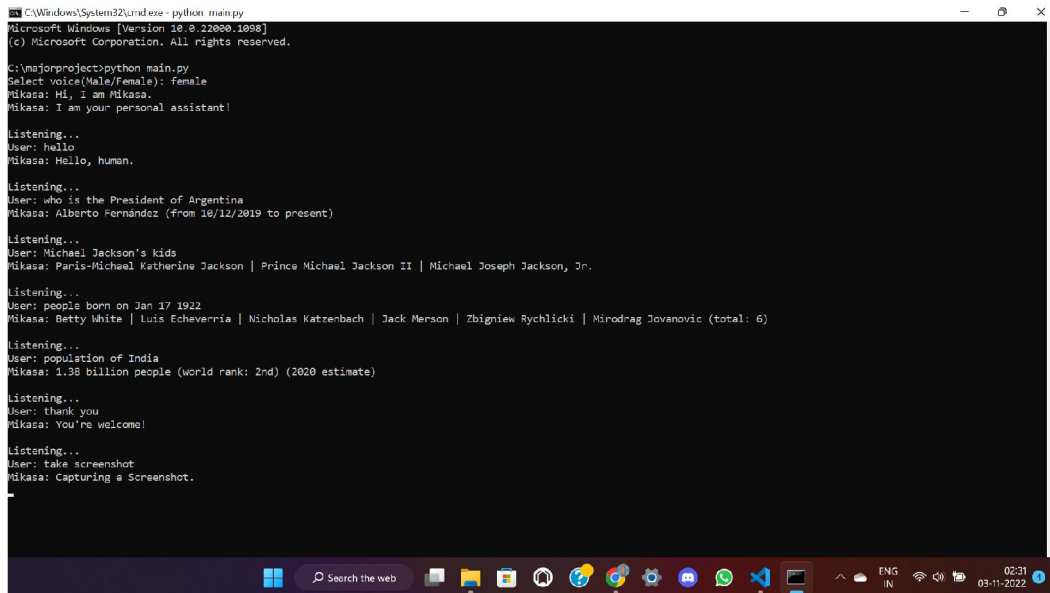 C:\Windows\System32\cmd.exe - python main.py
Microsoft Windows [Version 10.0.22000.1098]
(c) Microsoft Corporation. All rights reserved.
C:\majorproject>python main.py
Select voice(Male/Female): female
Mikasa: Hi, I am Mikasa.
Mikasa: I am your personal assistant!
Listening...
User: hello
Mikasa: Hello, human.
Listening...
User: who is the President of Argentina
Mikasa: Alberto Fernández (from 10/12/2019 to present)
Listening...
User: Michael Jackson's kids
Mikasa: Paris-Michael Katherine Jackson | Prince Michael Jackson II | Michael Joseph Jackson, Jr.
Listening...
User: people born on Jan 17 1922
Mikasa: Betty White | Luis Echeverria | Nicholas Katzenbach | Jack Merson | Zbigniew Rychlicki | Mirodrag Jovanovic (total: 6)
Listening...
User: population of India
Mikasa: 1.38 billion people (world rank: 2nd) (2020 estimate)
Listening...
User: thank you
Mikasa: You're welcome!
Listening...
User: take screenshot
Mikasa: Capturing a Screenshot.
Search the web
ENG
IN
02:31
03-11-2022
4